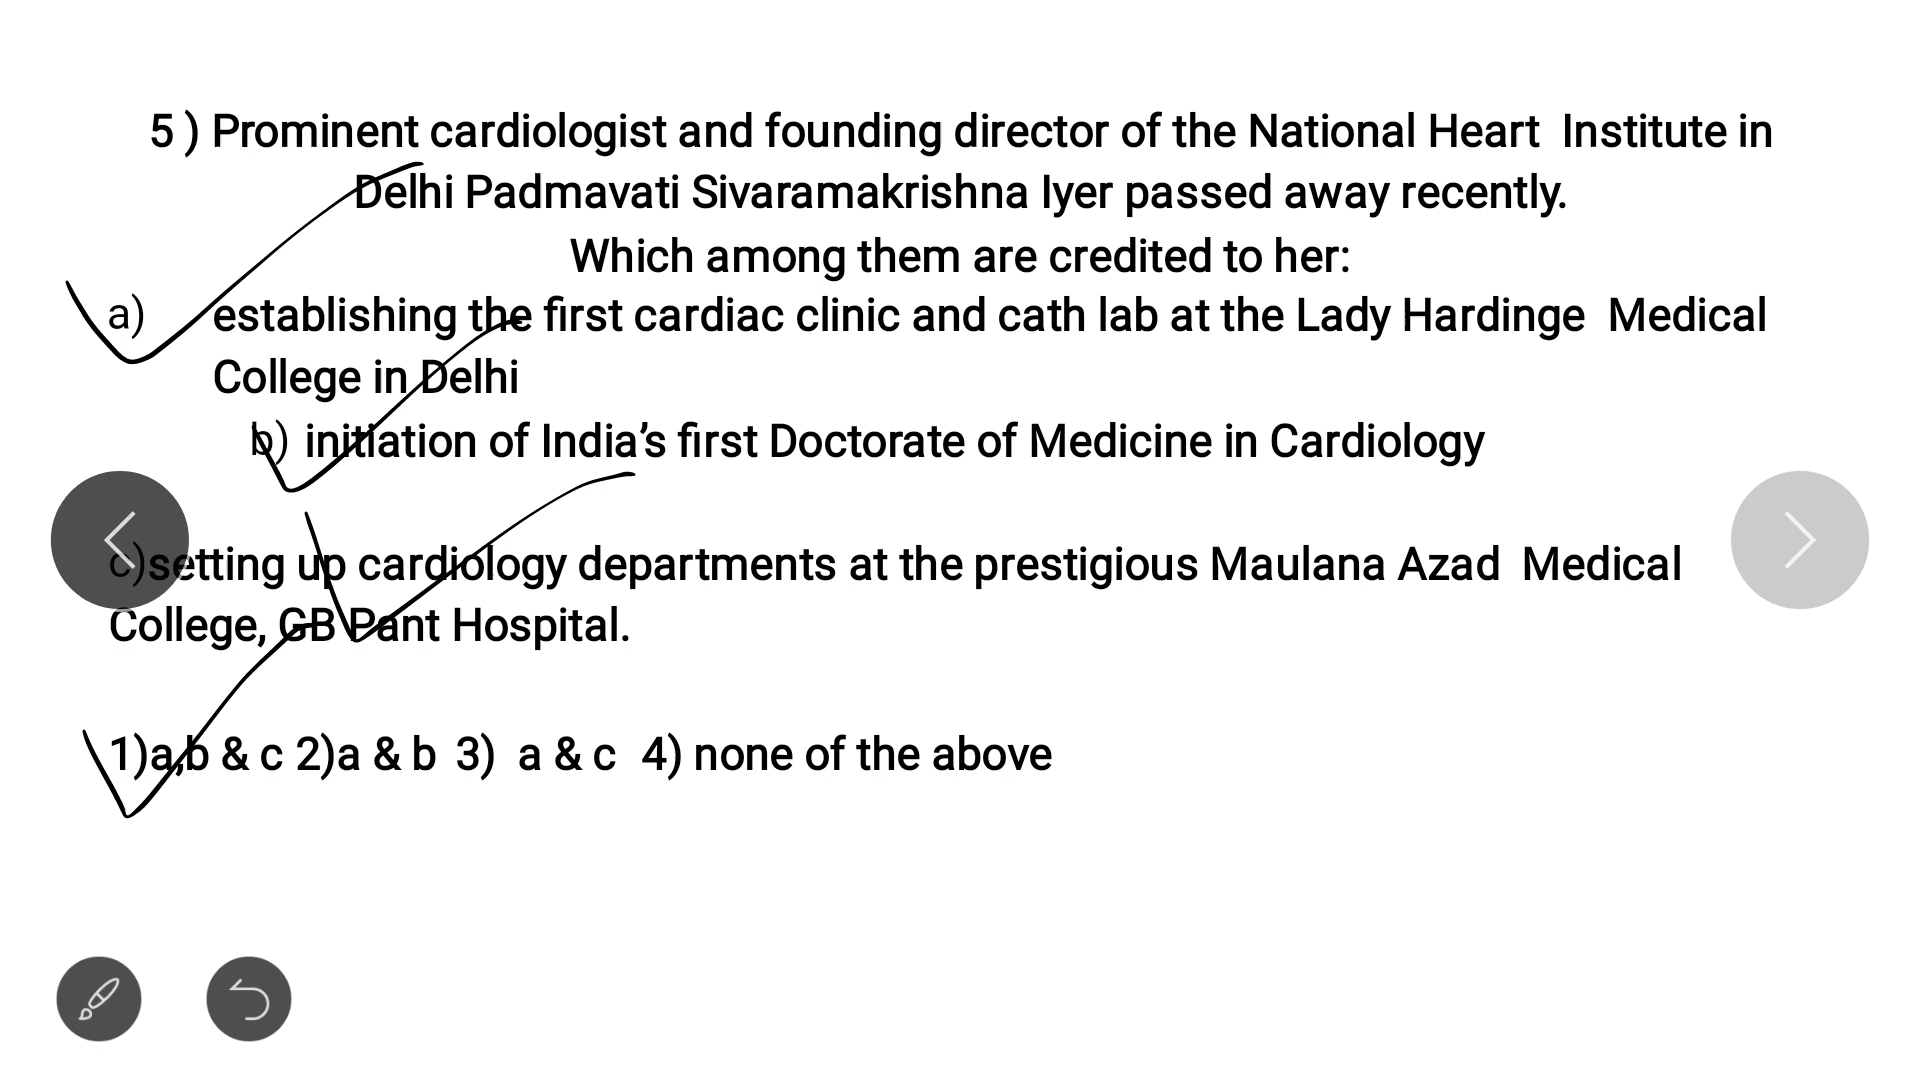 5 ) Prominent cardiologist and founding director of the National Heart Institute in
Delhi Padmavati Sivaramakrishna Iyer passed away recently.
Which among them are credited to her:
a) establishing the first cardiac clinic and cath lab at the Lady Hardinge Medical
College in Delhi
b) initiation of India’s first Doctorate of Medicine in Cardiology
c)setting up cardiology departments at the prestigious Maulana Azad Medical
College, GB Pant Hospital.
1)a,b & c 2)a & b 3) a & c 4) none of the above